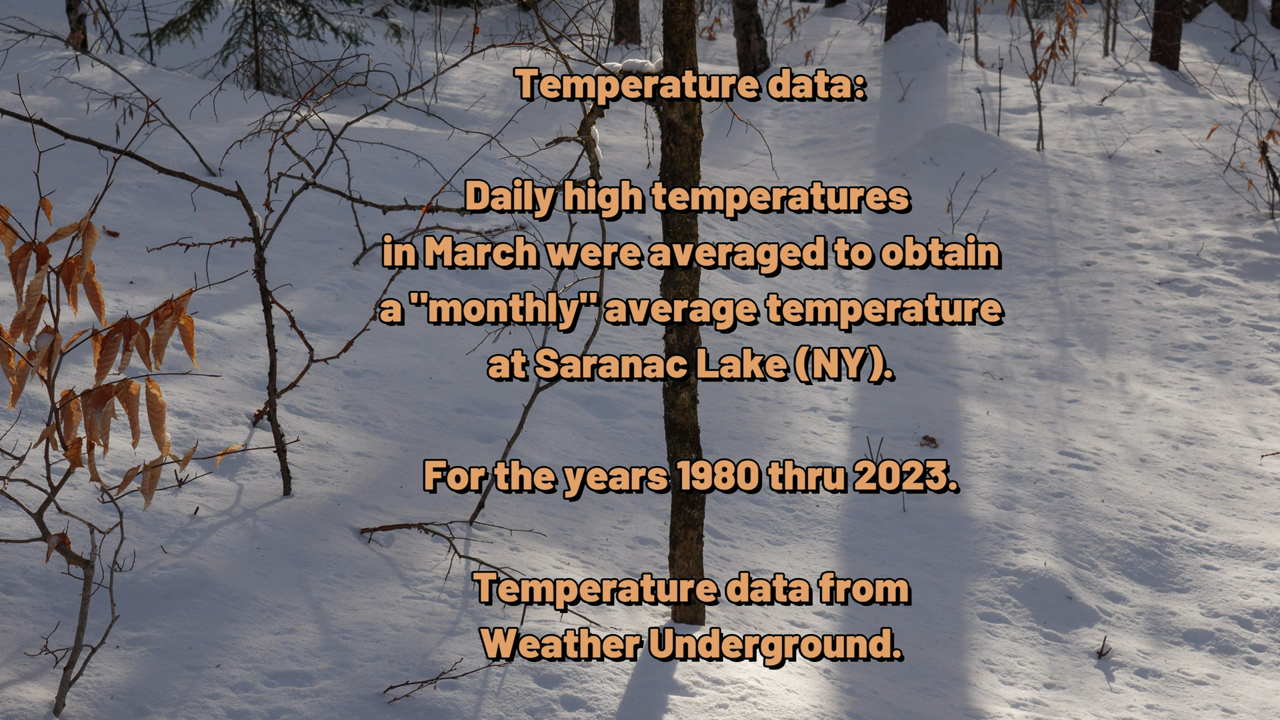 Temperature data:
Daily high temperatures
in March were averaged to obtain
a "monthly" average temperature
at Saranac Lake (NY).
For the years 1980 thru 2023.
Temperature data from
Weather Underground.